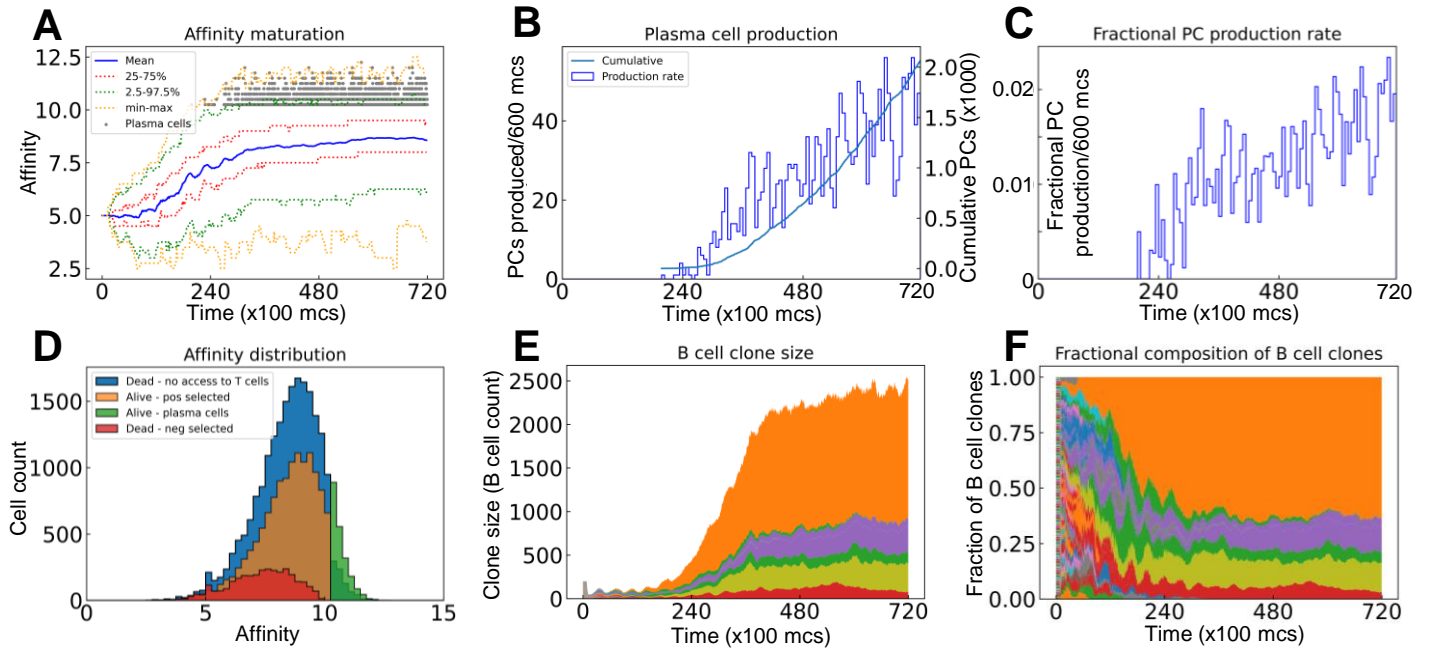 A
Affinity maturation
12.5
10.0
7.5
5.0
2.5
Affinity
Mean
25-75%
2.5-97.5%
min-max
Plasma cells
0
240
480
720
Time (x100 mcs)
B
Plasma cell production
40
20
0
PCs produced/600 mcs
Cumulative
Production rate
2.0
1.5
1.0
0.5
0.0
Cumulative PCs (x1000)
0
240
480
720
Time (x100 mcs)
C
Fractional PC production rate
0.02
0.01
0
Fractional PC
production/600 mcs
0
240
480
720
Time (x100 mcs)
D
Affinity distribution
1500
1000
500
0
Cell count
Dead - no access to T cells
Alive - pos selected
Alive - plasma cells
Dead - neg selected
0
5
10
15
Affinity
E
B cell clone size
2500
2000
1500
1000
500
0
Clone size (B cell count)
0
240
480
720
Time (x100 mcs)
F
Fractional composition of B cell clones
1.00
0.75
0.50
0.25
0.00
Fraction of B cell clones
0
240
480
720
Time (x100 mcs)